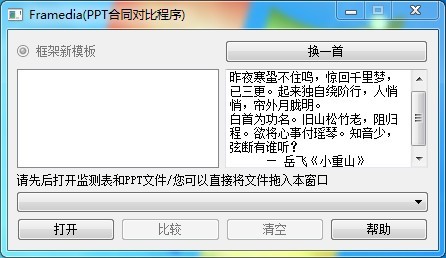 Framedia(PPT合同对比程序)
框架新模板
换一首
昨夜寒蛩不住鸣，惊回千里梦，
已三更。起来独自绕阶行，人悄
悄，帘外月胧明。
白首为功名。旧山松竹老，阻归
程。欲将心事付瑶琴。知音少，
弦断有谁听？
— 岳飞《小重山》
请先后打开监测表和PPT文件/您可以直接将文件拖入本窗口
打开
比较
清空
帮助